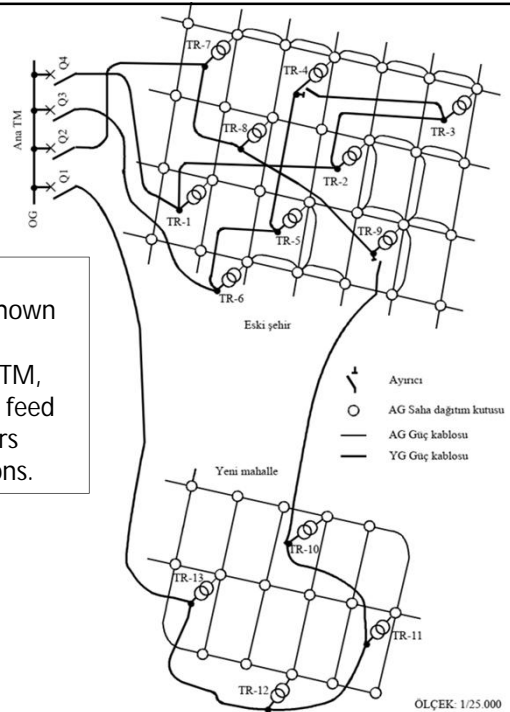 Q4
Q3
Q2
Q1
Ana TM
OG
TR-7
TR-4
TR-3
TR-8
TR-2
TR-1
TR-5
TR-9
TR-6
Eski şehir
nown
TM,
feed
rs
ons.
Ayırıcı
AG Saha dağıtım kutusu
AG Güç kablosu
YG Güç kablosu
Yeni mahalle
TR-10
TR-13
TR-11
TR-12
ÖLÇEK: 1/25.000